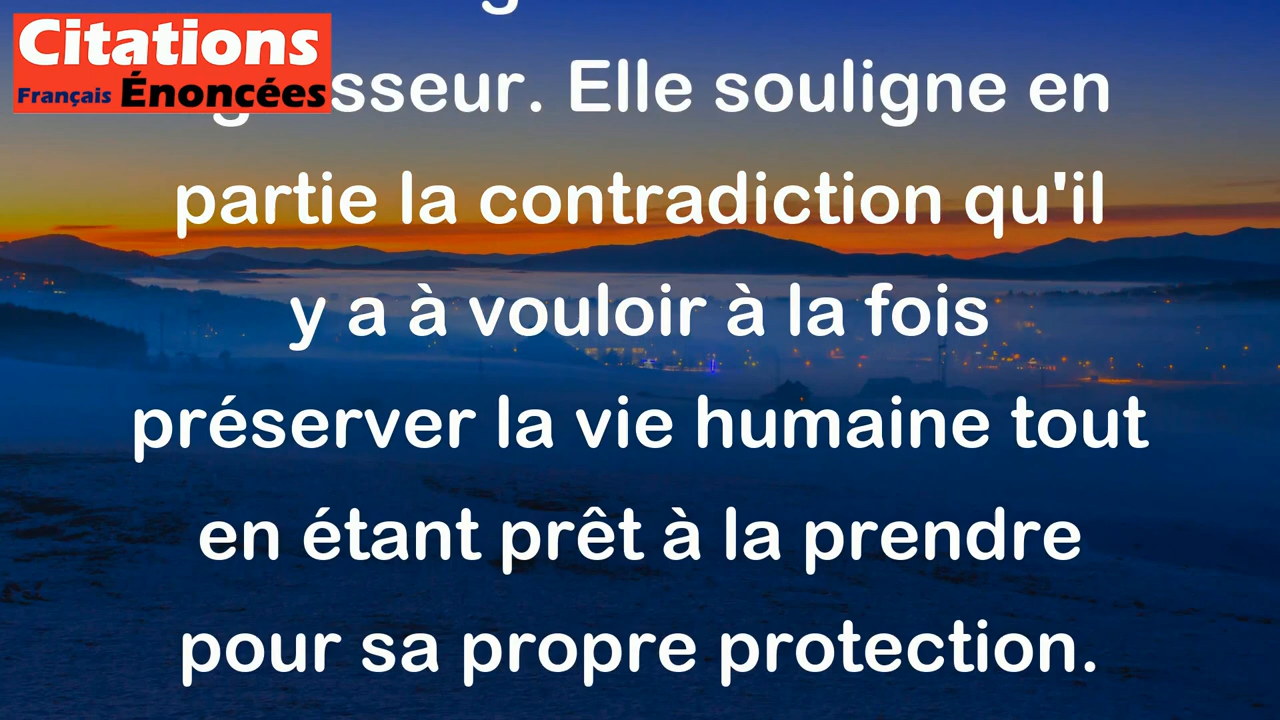 Citations
Français Énoncées
sseur. Elle souligne en
partie la contradiction qu'il
y a à vouloir à la fois
préserver la vie humaine tout
en étant prêt à la prendre
pour sa propre protection.